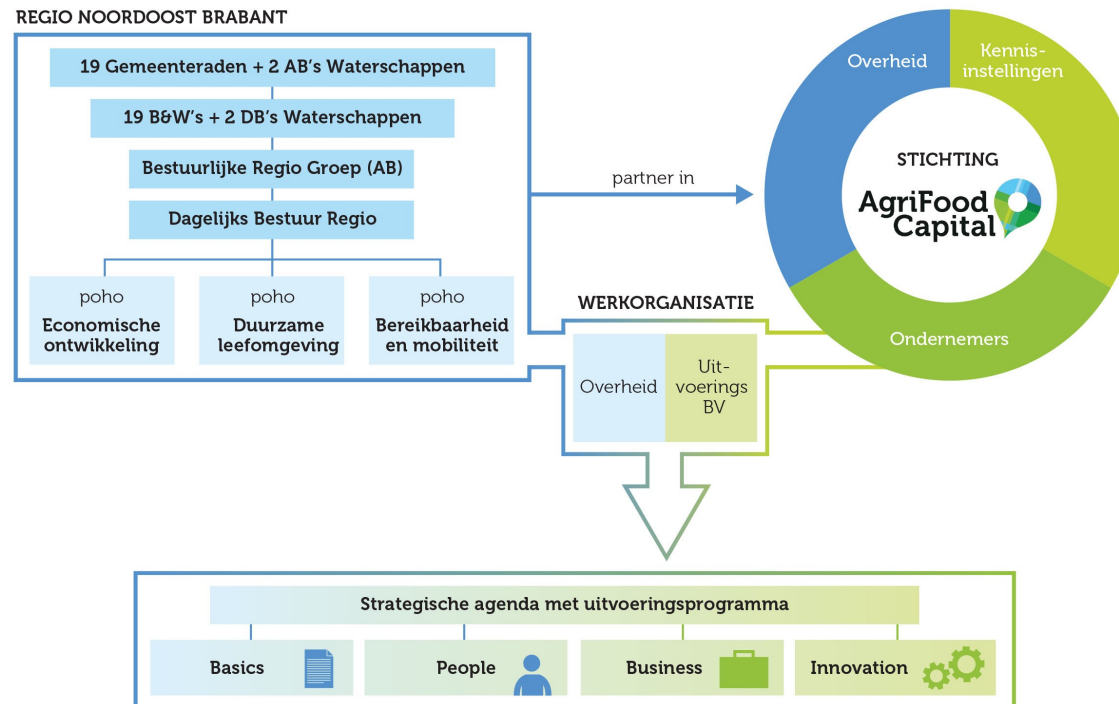 REGIO NOORDOOST BRABANT
19 Gemeenteraden + 2 AB's Waterschappen
19 B&W's + 2 DB's Waterschappen
Bestuurlijke Regio Groep (AB)
Dagelijks Bestuur Regio
poho
Economische
ontwikkeling
poho
Duurzame
leefomgeving
poho
Bereikbaarheid
en mobiliteit
partner in
Overheid
Kennis-
instellingen
STICHTING
AgriFood
Capital
Ondernemers
WERKORGANISATIE
Overheid
Uit-
voerings
BV
Strategische agenda met uitvoeringsprogramma
Basics
People
Business
Innovation